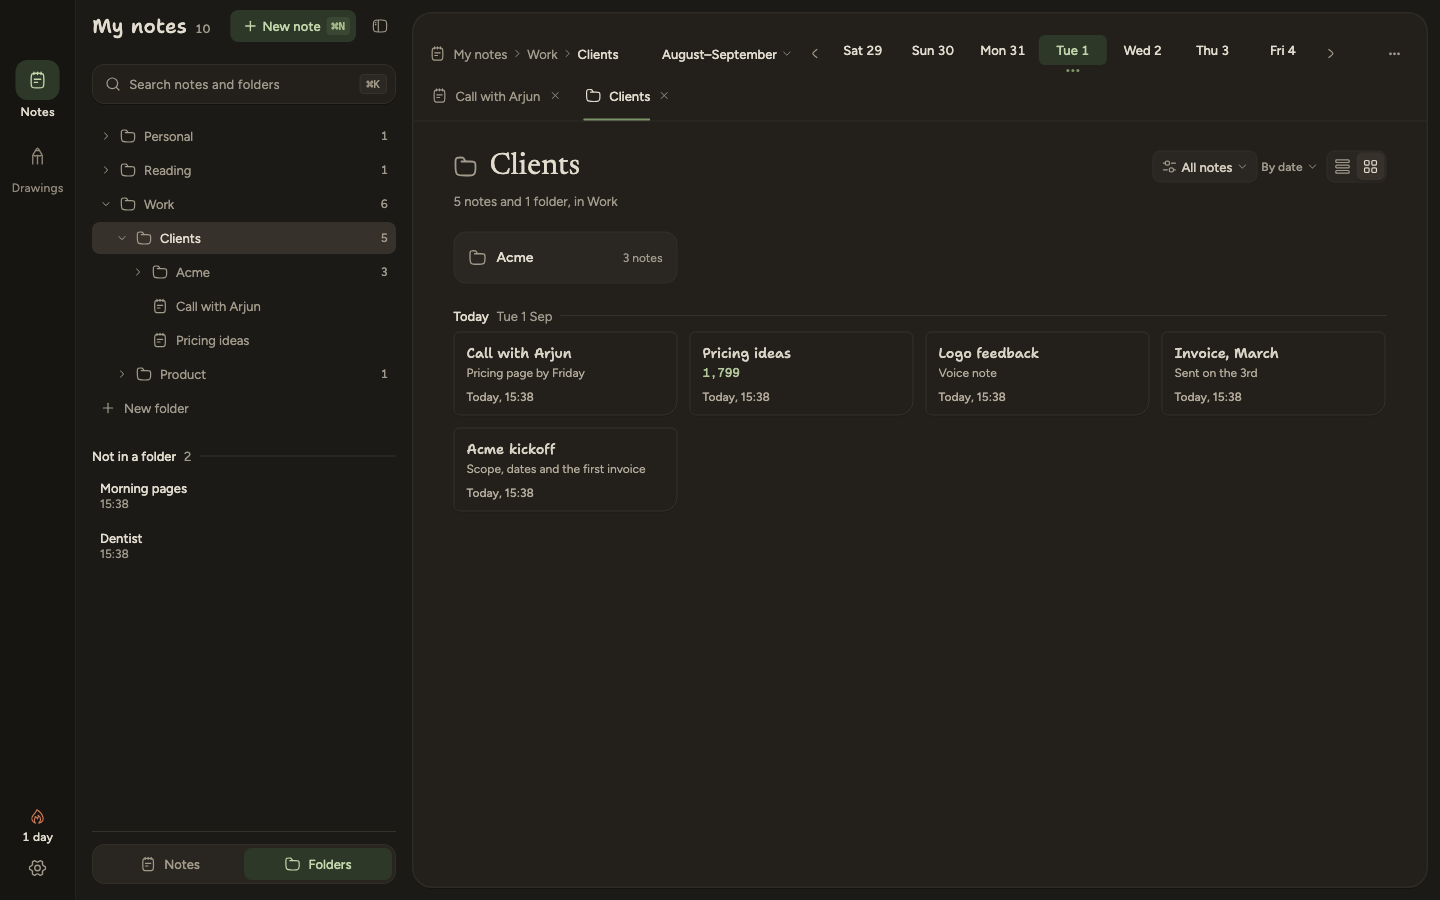 My notes 10
New note ⌘N
Notes
Drawings
Search notes and folders ⌘K
Personal 1
Reading 1
Work 6
Clients 5
Acme 3
Call with Arjun
Pricing ideas
Product 1
New folder
Not in a folder 2
Morning pages
15:38
Dentist
15:38
1 day
Notes Folders
My notes > Work > Clients
August–September
Sat 29 Sun 30 Mon 31 Tue 1 Wed 2 Thu 3 Fri 4
Call with Arjun
Clients
Clients
All notes By date
5 notes and 1 folder, in Work
Acme 3 notes
Today Tue 1 Sep
Call with Arjun
Pricing page by Friday
Today, 15:38
Pricing ideas
1,799
Today, 15:38
Logo feedback
Voice note
Today, 15:38
Invoice, March
Sent on the 3rd
Today, 15:38
Acme kickoff
Scope, dates and the first invoice
Today, 15:38